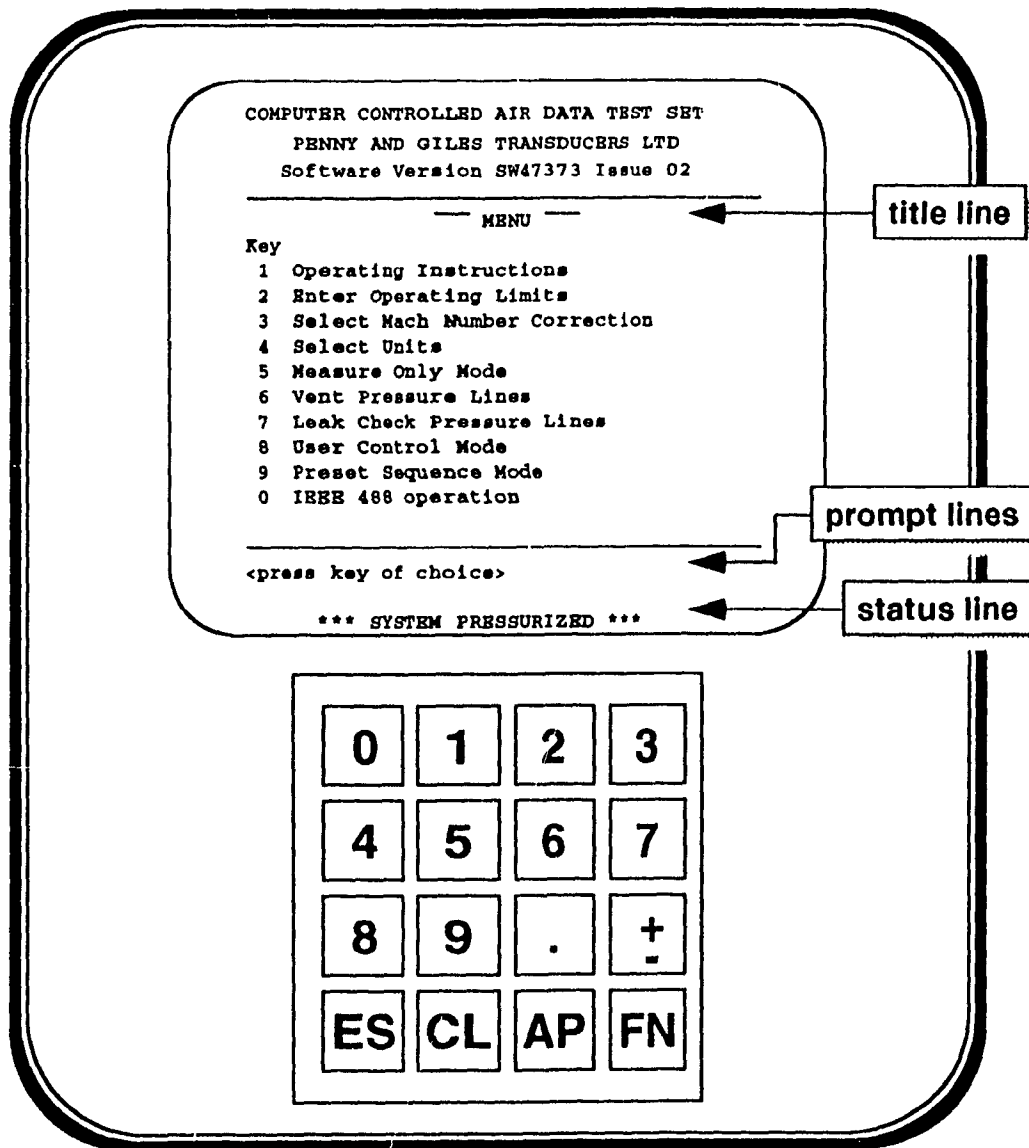 COMPUTER CONTROLLED AIR DATA TEST SET
PENNY AND GILES TRANSDUCERS LTD
Software Version SW47373 Issue 02
— MENU —
title line
Key
1 Operating Instructions
2 Enter Operating Limits
3 Select Mach Number Correction
4 Select Units
5 Measure Only Mode
6 Vent Pressure Lines
7 Leak Check Pressure Lines
8 User Control Mode
9 Preset Sequence Mode
0 IEEE 488 operation
prompt lines
<press key of choice>
status line
*** SYSTEM PRESSURIZED ***
0 1 2 3
4 5 6 7
8 9 . +-
ES CL AP FN